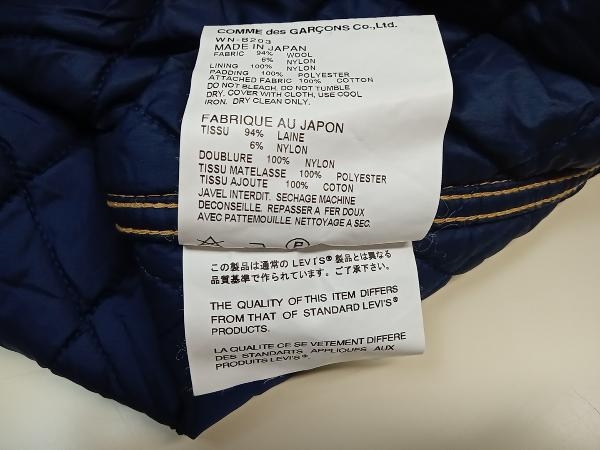 COMME des GARÇONS Co.,Ltd.
WN-B203
MADE IN JAPAN
FABRIC 94% WOOL
6% NYLON
LINING 100% NYLON
PADDING 100% POLYESTER
ATTACHED FABRIC 100% COTTON
DO NOT BLEACH, DO NOT TUMBLE
DRY, COVER WITH CLOTH, USE COOL
IRON. DRY CLEAN ONLY.
FABRIQUE AU JAPON
TISSU 94% LAINE
6% NYLON
DOUBLURE 100% NYLON
TISSU MATELASSE 100% POLYESTER
TISSU AJOUTE 100% COTON
JAVEL INTERDIT. SECHAGE MACHINE
DECONSEILLE. REPASSER A FER DOUX
AVEC PATTEMOUILLE. NETTOYAGE A SEC.
P
この製品は通常の LEVI'S® 製品とは異なる
品質基準で作られています。ご了承下さい。
THE QUALITY OF THIS ITEM DIFFERS
FROM THAT OF STANDARD LEVI'S®
PRODUCTS.
LA QUALITE CE SE VETEMENT DIFFERE
DES STANDARTS APPLIQUES AUX
PRODUITS LEVI'S®.